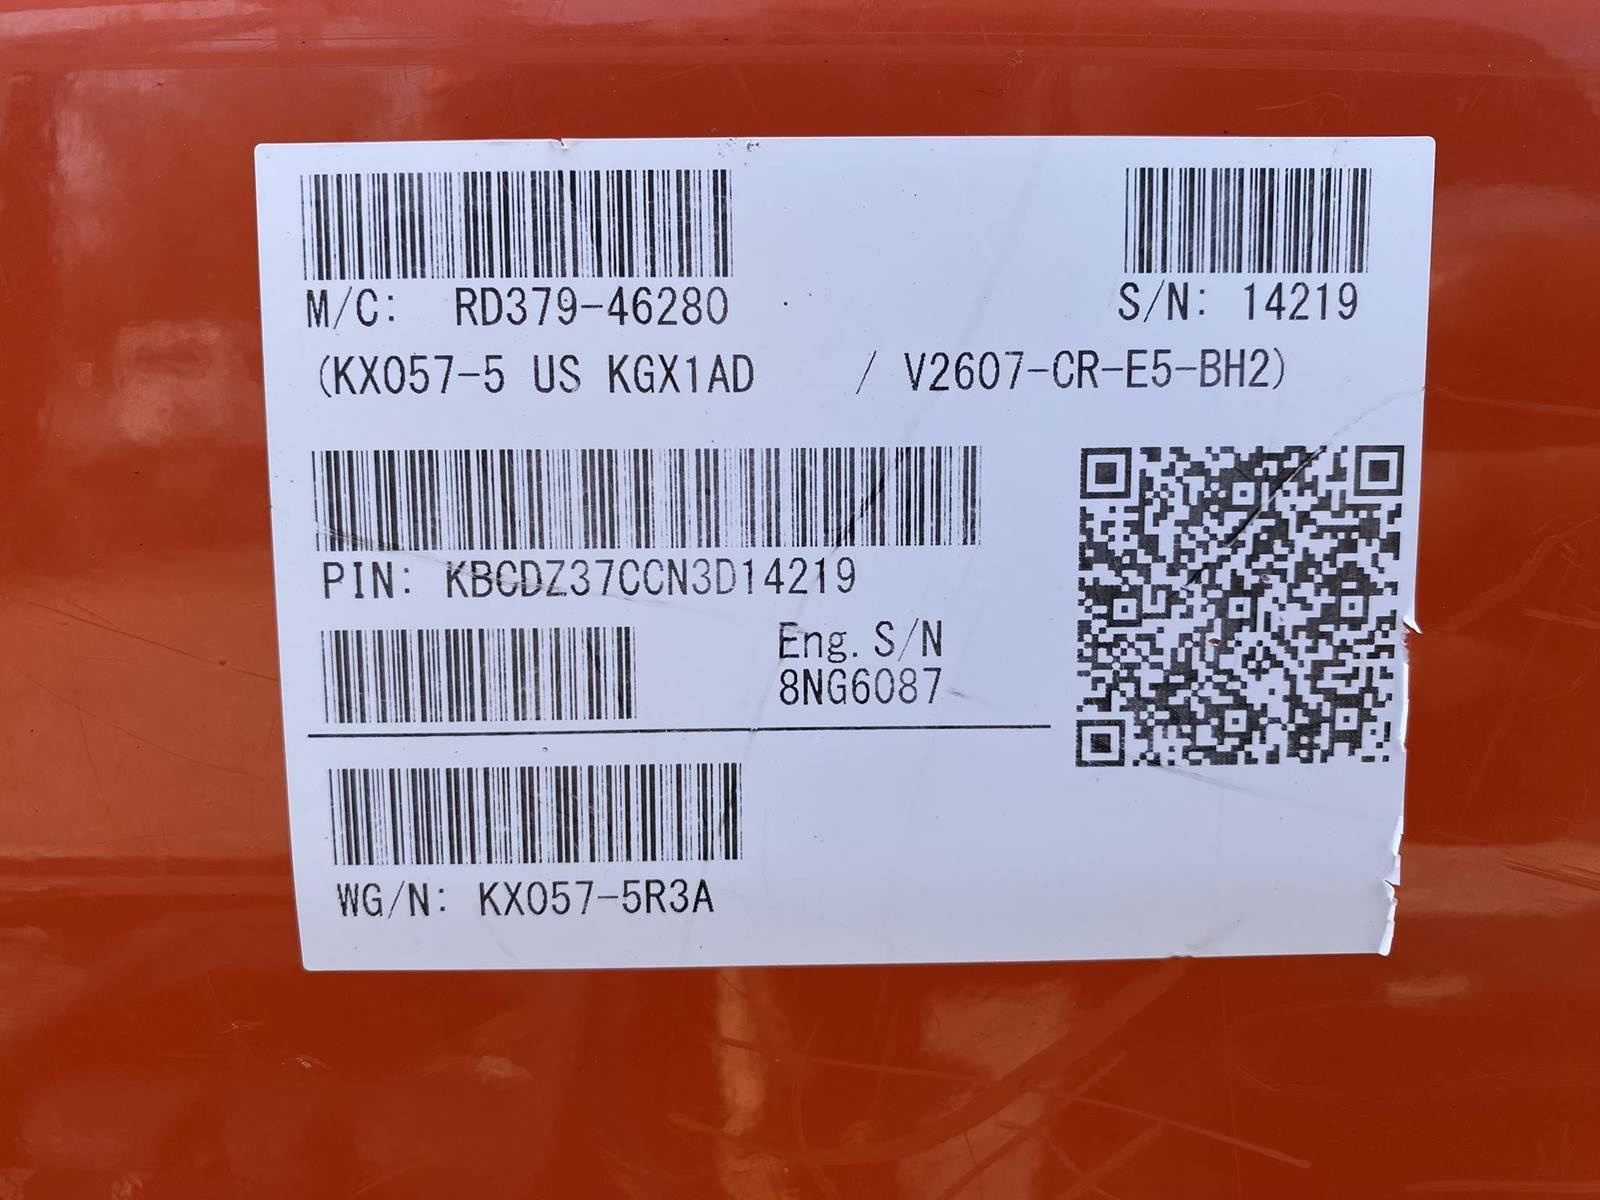 M/C: RD379-46280
S/N: 14219
(KX057-5 US KGX1AD / V2607-CR-E5-BH2)
PIN: KBCDZ37CCN3D14219
Eng. S/N
8NG6087
WG/N: KX057-5R3A